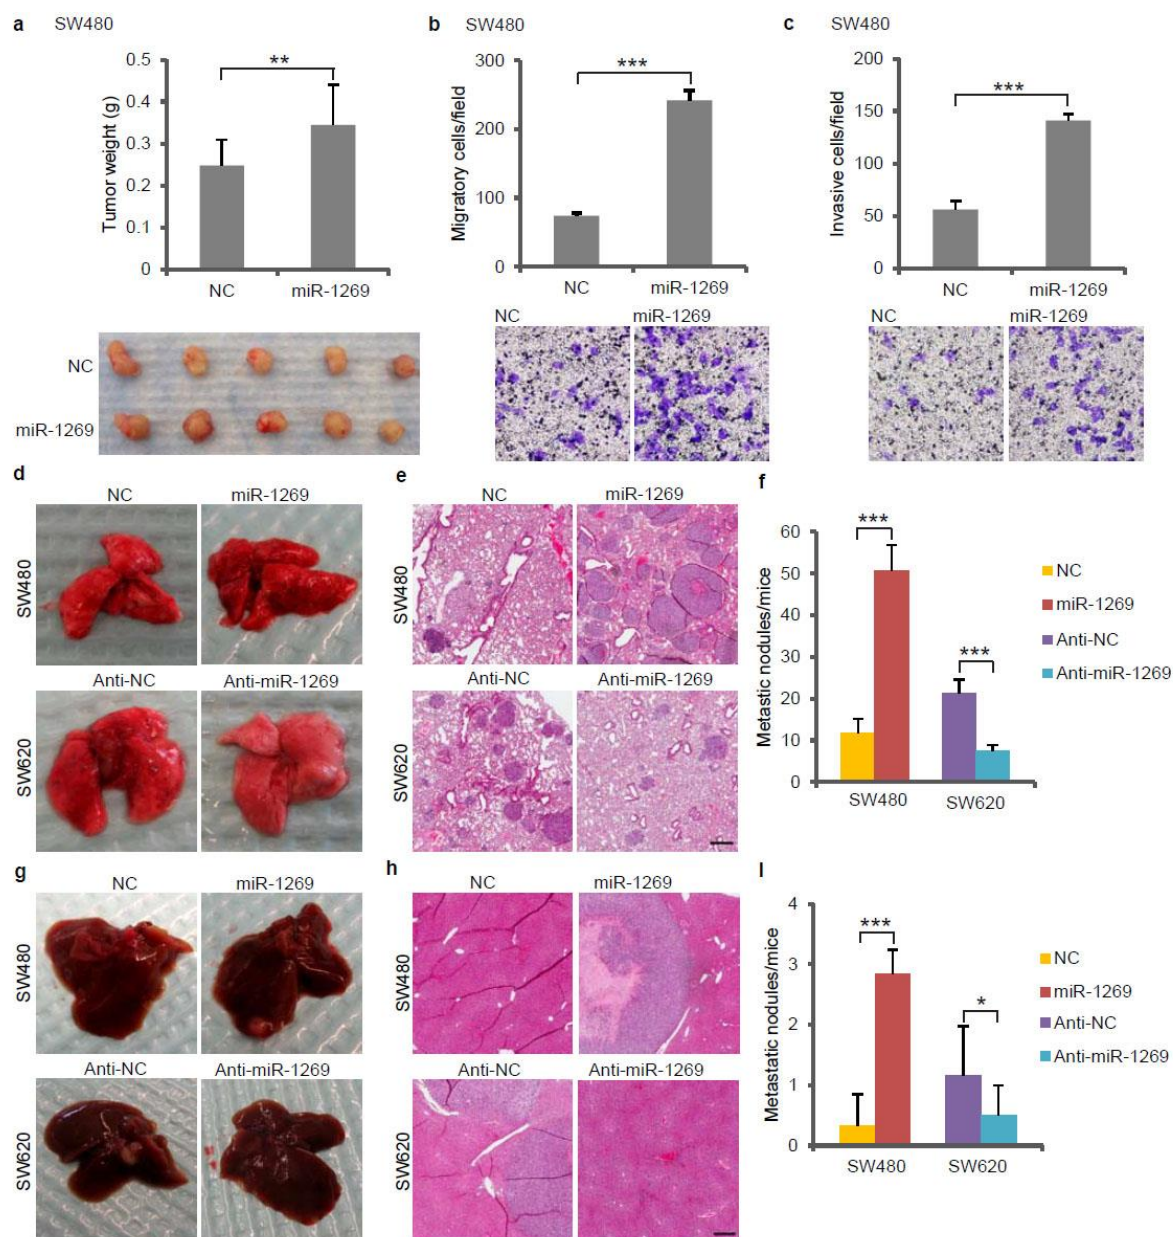 a SW480
0.5
**
0.4
0.3
0.2
0.1
0
Tumor weight (g)
NC miR-1269
NC
miR-1269
b SW480
300
***
200
100
0
Migratory cells/field
NC miR-1269
NC miR-1269
c SW480
200
150
***
100
50
0
Invasive cells/field
NC miR-1269
NC miR-1269
d
NC miR-1269
SW480
Anti-NC Anti-miR-1269
SW620
e
NC miR-1269
SW480
Anti-NC Anti-miR-1269
SW620
f
60
***
50
40
30
***
20
10
0
Metastic nodules/mice
SW480 SW620
NC
miR-1269
Anti-NC
Anti-miR-1269
g
NC miR-1269
SW480
Anti-NC Anti-miR-1269
SW620
h
NC miR-1269
SW480
Anti-NC Anti-miR-1269
SW620
I
4
***
3
2
*
1
0
Metastatic nodules/mice
SW480 SW620
NC
miR-1269
Anti-NC
Anti-miR-1269